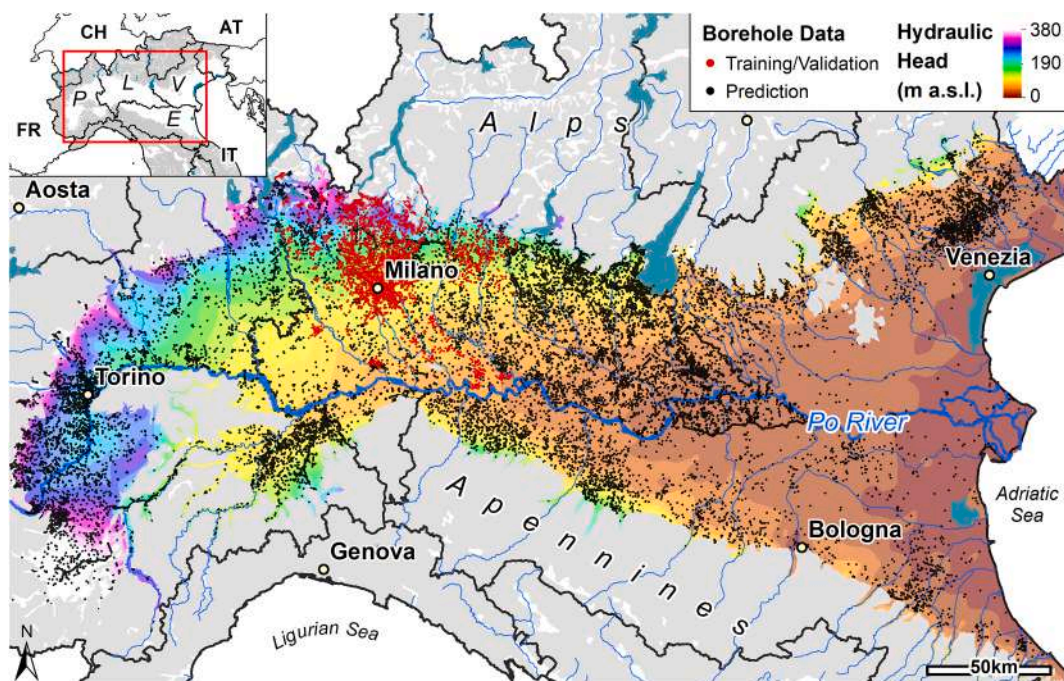 CH
AT
P
L
V
E
FR
IT
Borehole Data
Training/Validation
Prediction
Hydraulic
Head
(m a.s.l.)
380
190
0
Alps
Aosta
Milano
Venezia
Torino
Po River
Adriatic
Sea
Apennines
Bologna
Genova
Ligurian Sea
N
50km